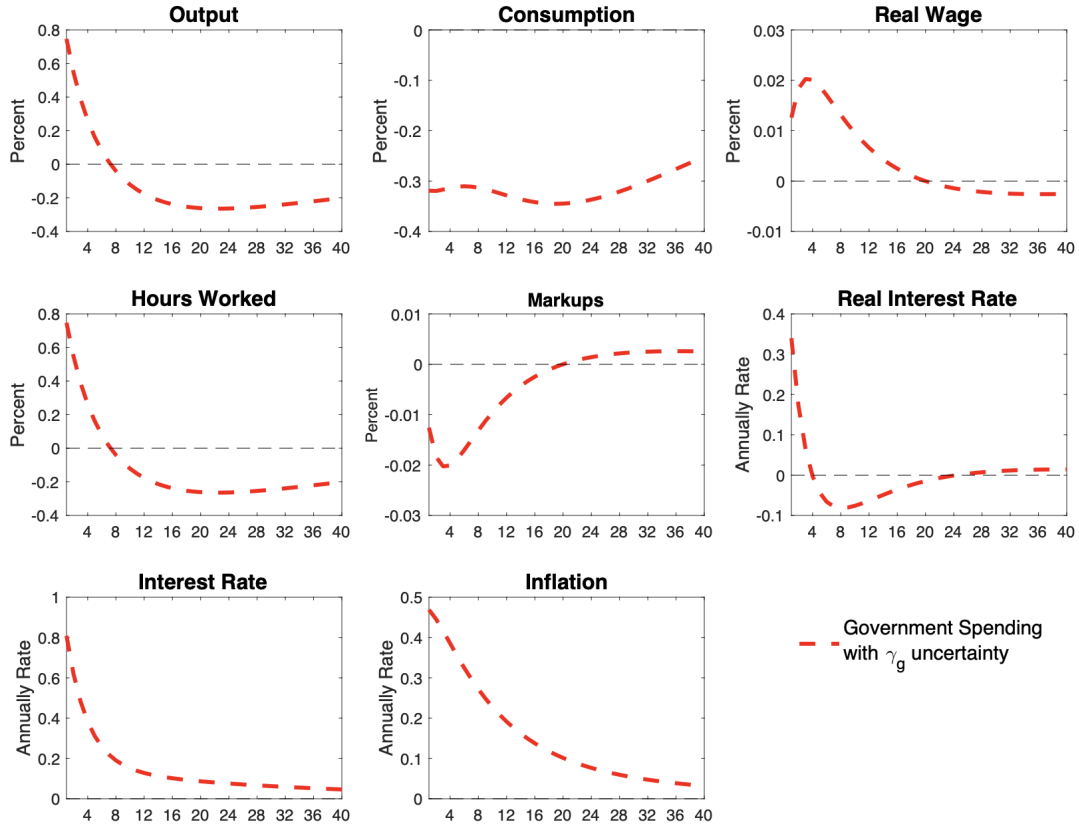 Output
Percent
0.8
0.6
0.4
0.2
0
-0.2
-0.4
4 8 12 16 20 24 28 32 36 40
Consumption
Percent
0
-0.1
-0.2
-0.3
-0.4
4 8 12 16 20 24 28 32 36 40
Real Wage
Percent
0.03
0.02
0.01
0
-0.01
4 8 12 16 20 24 28 32 36 40
Hours Worked
Percent
0.8
0.6
0.4
0.2
0
-0.2
-0.4
4 8 12 16 20 24 28 32 36 40
Markups
Percent
0.01
0
-0.01
-0.02
-0.03
4 8 12 16 20 24 28 32 36 40
Real Interest Rate
Annually Rate
0.4
0.3
0.2
0.1
0
-0.1
4 8 12 16 20 24 28 32 36 40
Interest Rate
Annually Rate
1
0.8
0.6
0.4
0.2
0
4 8 12 16 20 24 28 32 36 40
Inflation
Annually Rate
0.5
0.4
0.3
0.2
0.1
0
4 8 12 16 20 24 28 32 36 40
Government Spending
with γg uncertainty